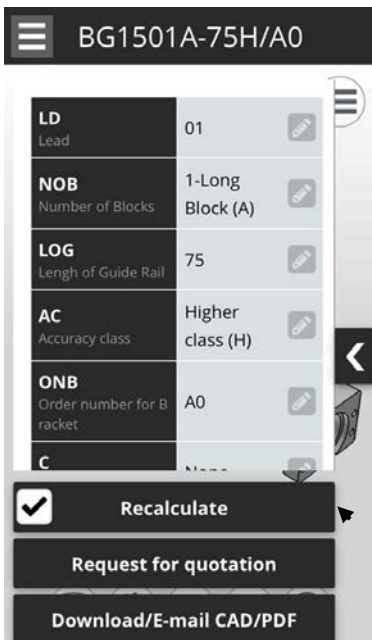 BG1501A-75H/A0
LD
Lead
01
NOB
Number of Blocks
1-Long
Block (A)
LOG
Lengh of Guide Rail
75
AC
Accuracy class
Higher
class (H)
ONB
Order number for B
racket
A0
C
None
Recalculate
Request for quotation
Download/E-mail CAD/PDF